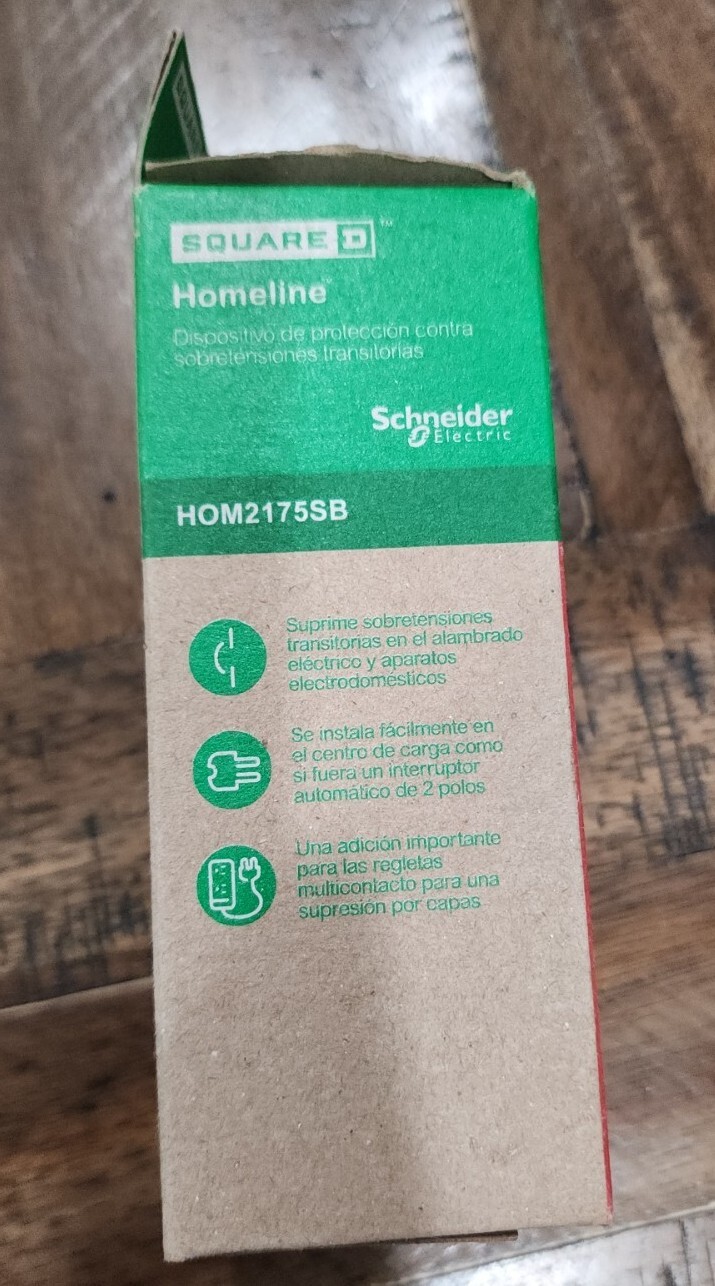 SQUARE D™
Homeline™
Dispositivo de protección contra
sobretensiones transitorias
Schneider
Electric
HOM2175SB
Suprime sobretensiones
transitorias en el alambrado
eléctrico y aparatos
electrodomésticos
Se instala fácilmente en
el centro de carga como
si fuera un interruptor
automático de 2 polos
Una adición importante
para las regletas
multicontacto para una
supresión por capas